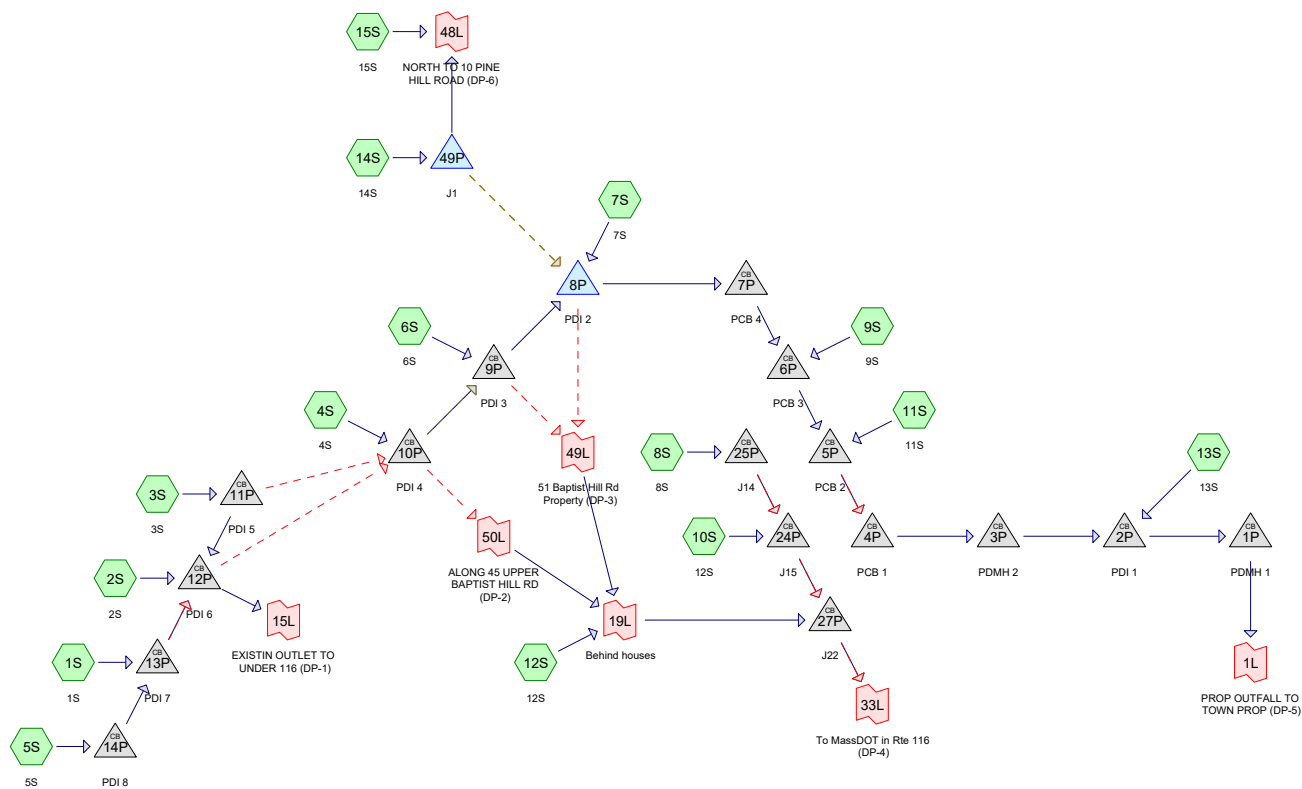 15S
48L
15S
NORTH TO 10 PINE
HILL ROAD (DP-6)
14S
49P
14S
J1
7S
7S
8P
PDI 2
CB
7P
PCB 4
6S
6S
CB
9P
PDI 3
CB
6P
PCB 3
9S
9S
4S
4S
CB
10P
PDI 4
49L
51 Baptist Hill Rd
Property (DP-3)
8S
8S
CB
25P
J14
CB
5P
PCB 2
11S
11S
13S
13S
3S
3S
CB
11P
PDI 5
50L
ALONG 45 UPPER
BAPTIST HILL RD
(DP-2)
10S
12S
CB
24P
J15
CB
4P
PCB 1
CB
3P
PDMH 2
CB
2P
PDI 1
CB
1P
PDMH 1
2S
2S
CB
12P
PDI 6
15L
EXISTIN OUTLET TO
UNDER 116 (DP-1)
19L
Behind houses
CB
27P
J22
1S
1S
CB
13P
PDI 7
12S
12S
33L
To MassDOT in Rte 116
(DP-4)
1L
PROP OUTFALL TO
TOWN PROP (DP-5)
5S
5S
CB
14P
PDI 8